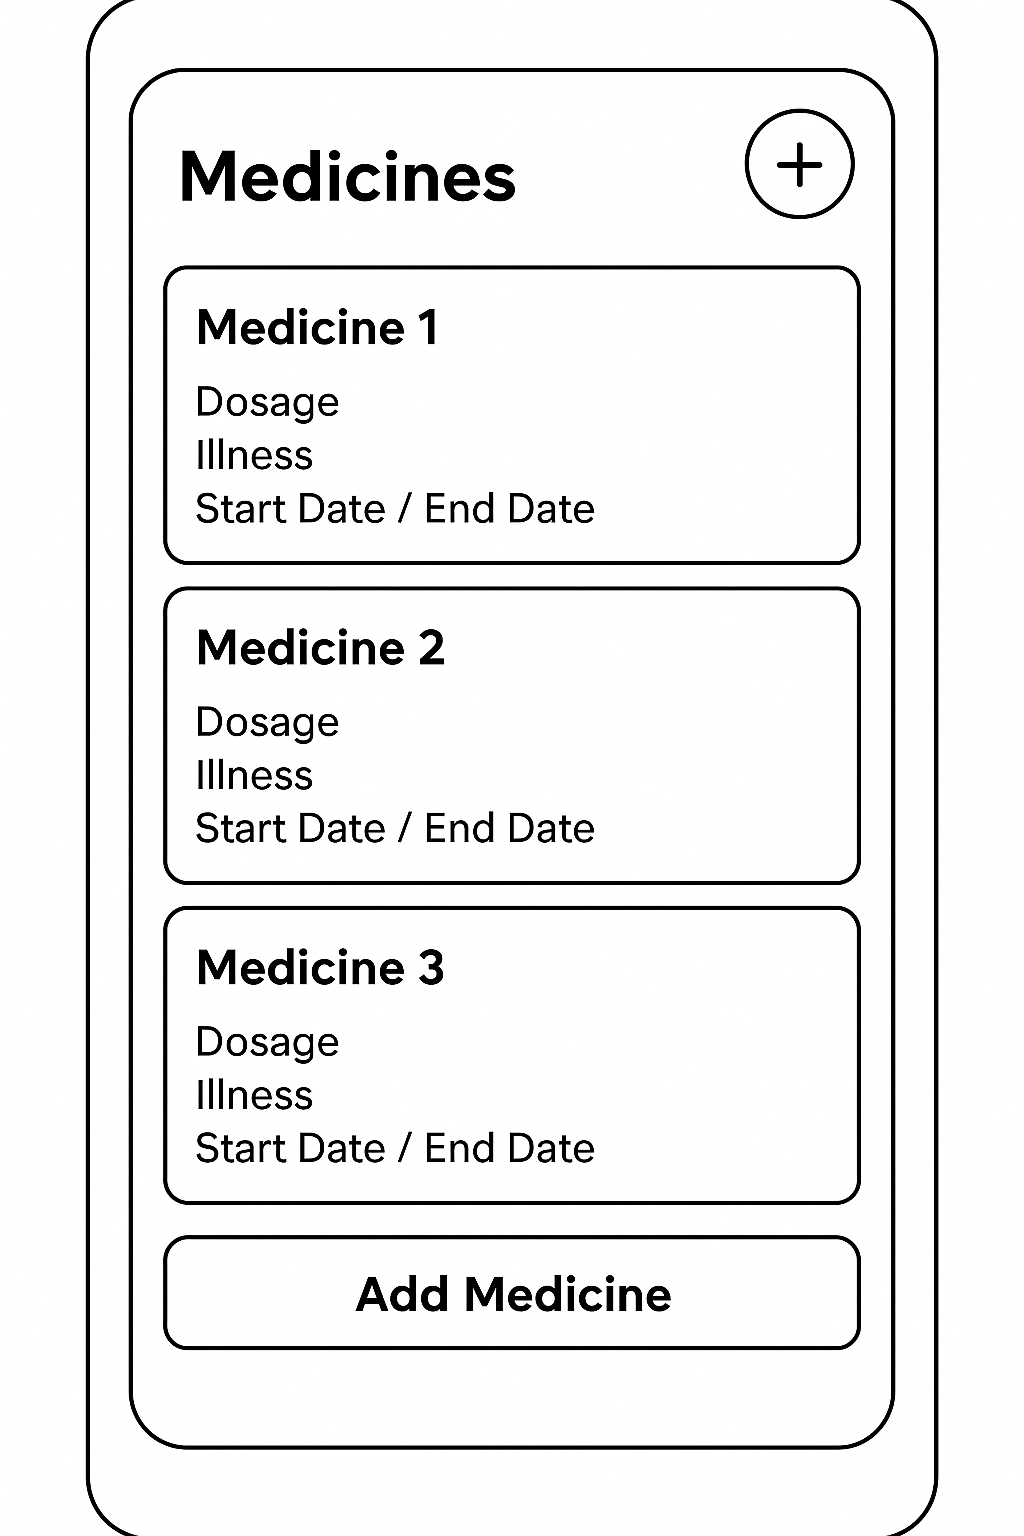 Medicines
+
Medicine 1
Dosage
Illness
Start Date / End Date
Medicine 2
Dosage
Illness
Start Date / End Date
Medicine 3
Dosage
Illness
Start Date / End Date
Add Medicine